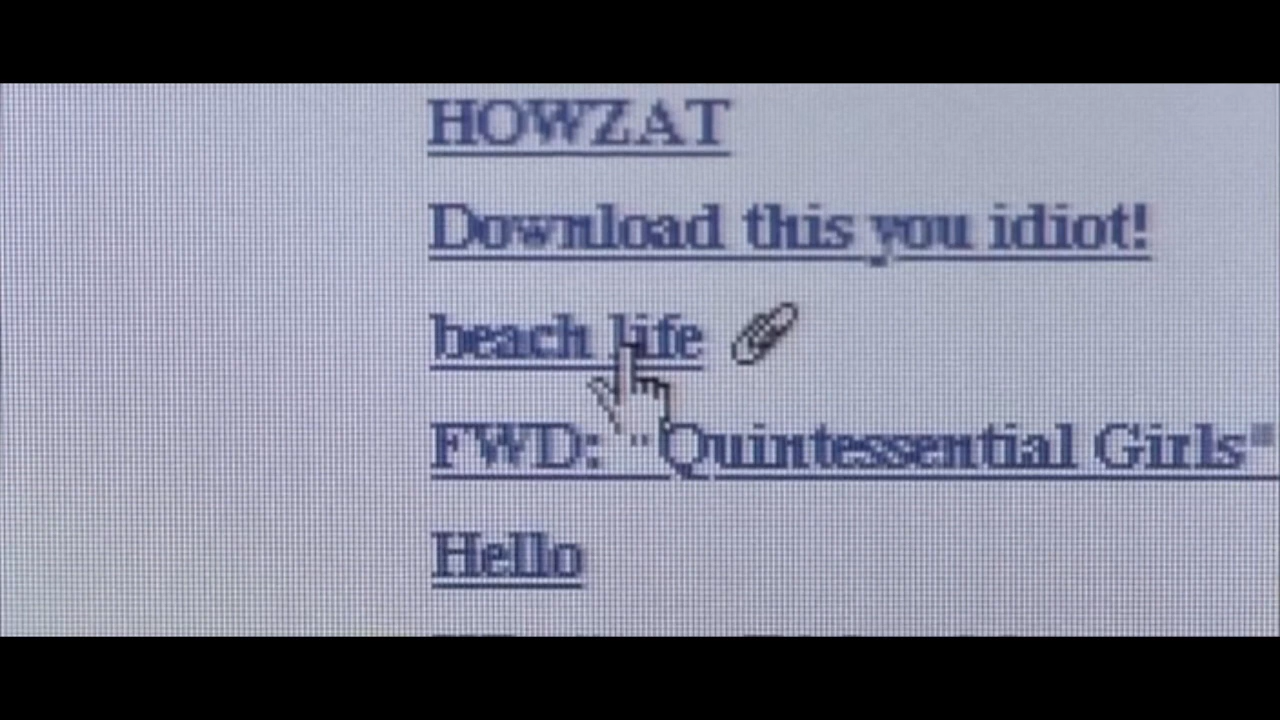 HOWZAT
Download this you idiot!
beach life
FWD: "Quintessential Girls"
Hello